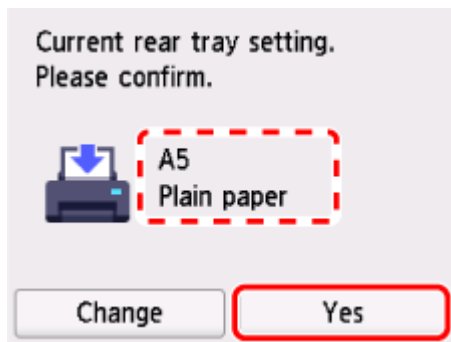 Current rear tray setting.
Please confirm.
A5
Plain paper
Change
Yes